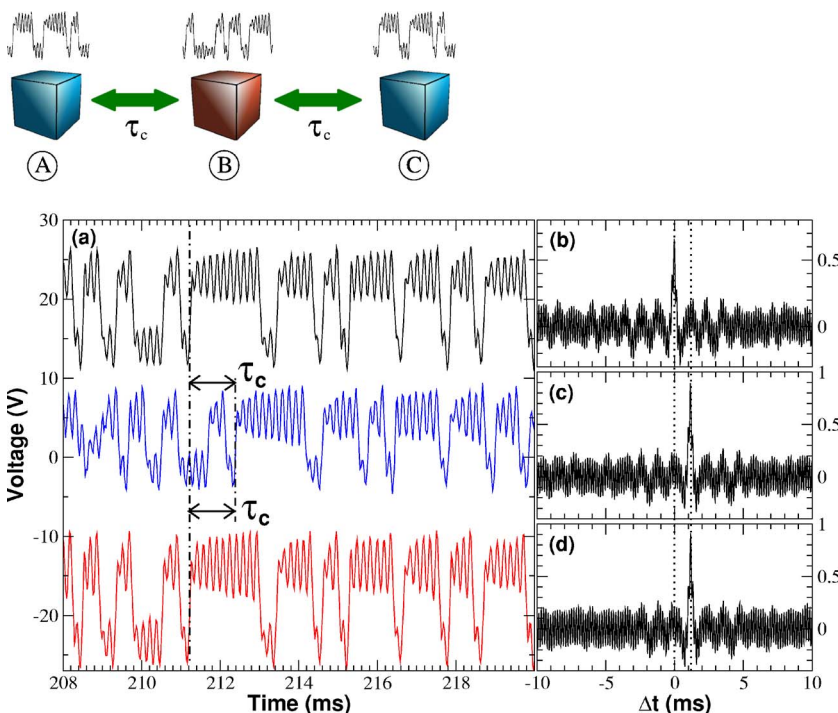 τc τc
A B C
(a) (b)
30
20
10
0
-10
-20
Voltage (V)
τc
τc
208 210 212 214 216 218
Time (ms)
0.5
0
(c)
1
0.5
0
(d)
1
0.5
0
-10 -5 0 5 10
Δt (ms)